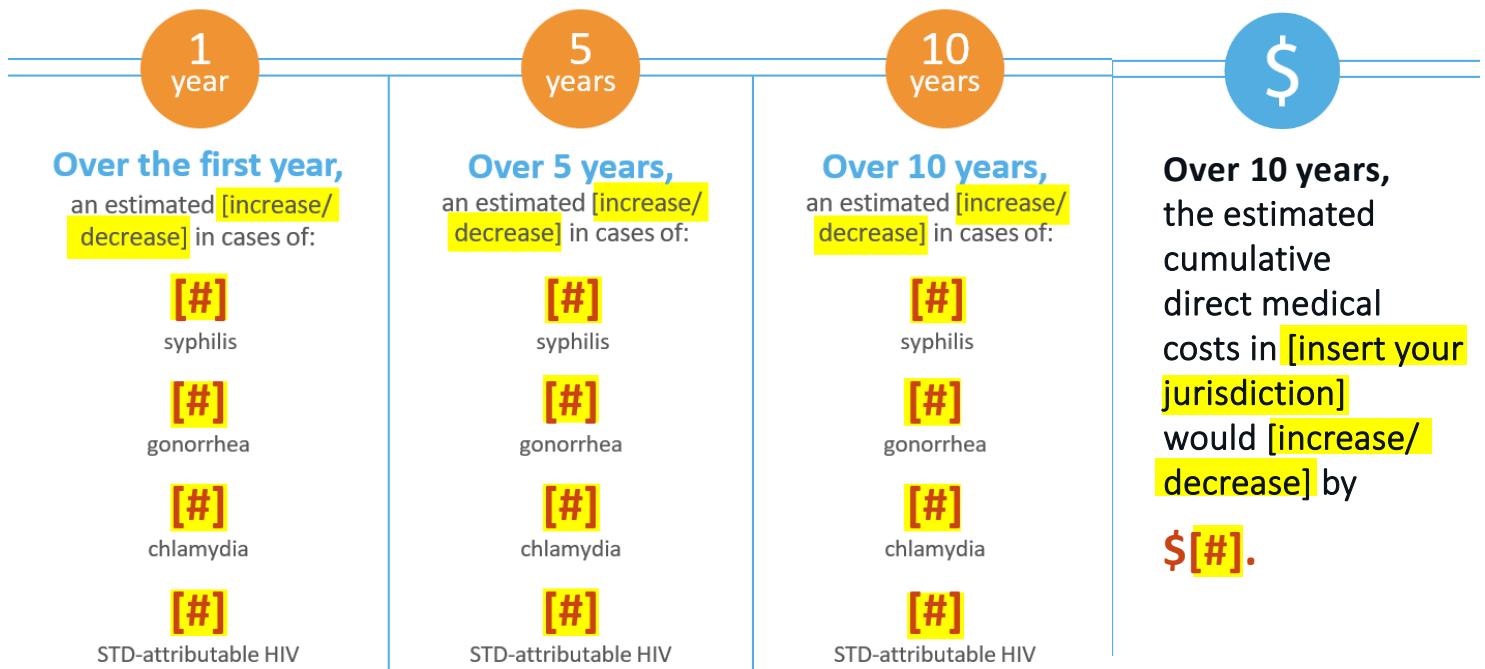 1
year
Over the first year,
an estimated [increase/
decrease] in cases of:
[#]
syphilis
[#]
gonorrhea
[#]
chlamydia
[#]
STD-attributable HIV
5
years
Over 5 years,
an estimated [increase/
decrease] in cases of:
[#]
syphilis
[#]
gonorrhea
[#]
chlamydia
[#]
STD-attributable HIV
10
years
Over 10 years,
an estimated [increase/
decrease] in cases of:
[#]
syphilis
[#]
gonorrhea
[#]
chlamydia
[#]
STD-attributable HIV
$
Over 10 years,
the estimated
cumulative
direct medical
costs in [insert your
jurisdiction]
would [increase/
decrease] by
$[#].